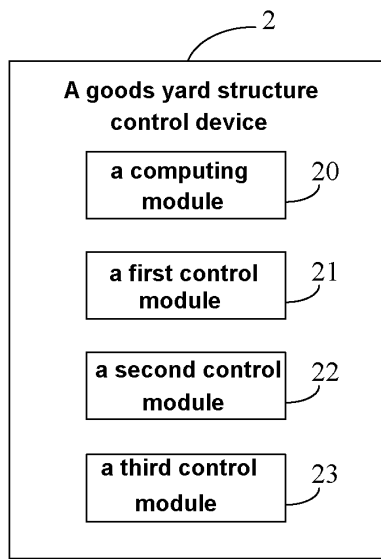 2
A goods yard structure
control device
a computing
module
20
a first control
module
21
a second control
module
22
a third control
module
23